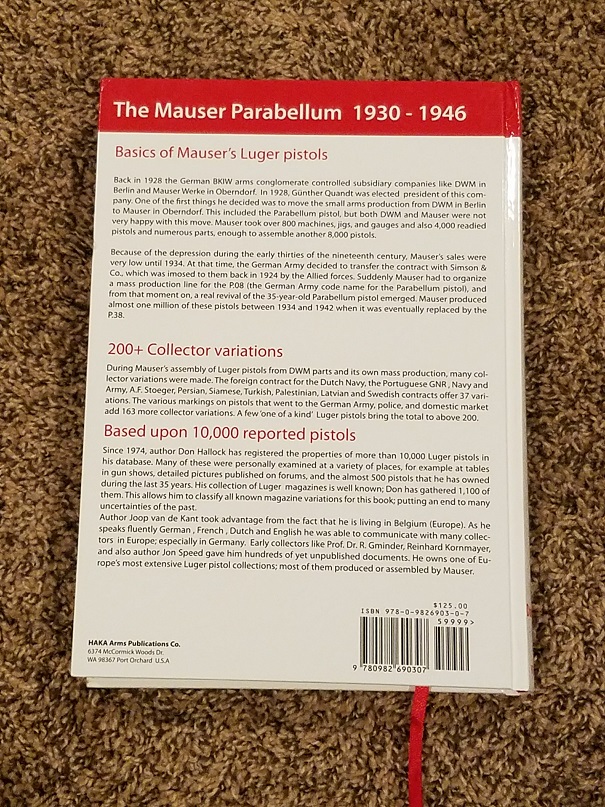 The Mauser Parabellum 1930 - 1946
Basics of Mauser's Luger pistols
Back in 1928 the German BKIW arms conglomerate controlled subsidiary companies like DWM in
Berlin and Mauser Werke in Oberndorf. In 1928, Günther Quandt was elected president of this com-
pany. One of the first things he decided was to move the small arms production from DWM in Berlin
to Mauser in Oberndorf. This included the Parabellum pistol, but both DWM and Mauser were not
very happy with this move. Mauser took over 800 machines, jigs, and gauges and also 4,000 readied
pistols and numerous parts, enough to assemble another 8,000 pistols.
Because of the depression during the early thirties of the nineteenth century, Mauser's sales were
very low until 1934. At that time, the German Army decided to transfer the contract with Simson &
Co., which was imosed to them back in 1924 by the Allied forces. Suddenly Mauser had to organize
a mass production line for the P.08 (the German Army code name for the Parabellum pistol), and
from that moment on, a real revival of the 35-year-old Parabellum pistol emerged. Mauser produced
almost one million of these pistols between 1934 and 1942 when it was eventually replaced by the
P.38.
200+ Collector variations
During Mauser's assembly of Luger pistols from DWM parts and its own mass production, many col-
lector variations were made. The foreign contract for the Dutch Navy, the Portuguese GNR , Navy and
Army, A.F. Stoeger, Persian, Siamese, Turkish, Palestinian, Latvian and Swedish contracts offer 37 vari-
ations. The various markings on pistols that went to the German Army, police, and domestic market
add 163 more collector variations. A few 'one of a kind' Luger pistols bring the total to above 200.
Based upon 10,000 reported pistols
Since 1974, author Don Hallock has registered the properties of more than 10,000 Luger pistols in
his database. Many of these were personally examined at a variety of places, for example at tables
in gun shows, detailed pictures published on forums, and the almost 500 pistols that he has owned
during the last 35 years. His collection of Luger magazines is well known; Don has gathered 1,100 of
them. This allows him to classify all known magazine variations for this book; putting an end to many
uncertainties of the past.
Author Joop van de Kant took advantage from the fact that he is living in Belgium (Europe). As he
speaks fluently German , French , Dutch and English he was able to communicate with many collec-
tors in Europe; especially in Germany. Early collectors like Prof. Dr. R. Gminder, Reinhard Kornmayer,
and also author Jon Speed gave him hundreds of yet unpublished documents. He owns one of Eu-
rope's most extensive Luger pistol collections; most of them produced or assembled by Mauser.
$125.00
ISBN 978-0-9826903-0-7
59999>
9 780982 690307
HAKA Arms Publications Co.
6374 McCormick Woods Dr.
WA 98367 Port Orchard U.S.A